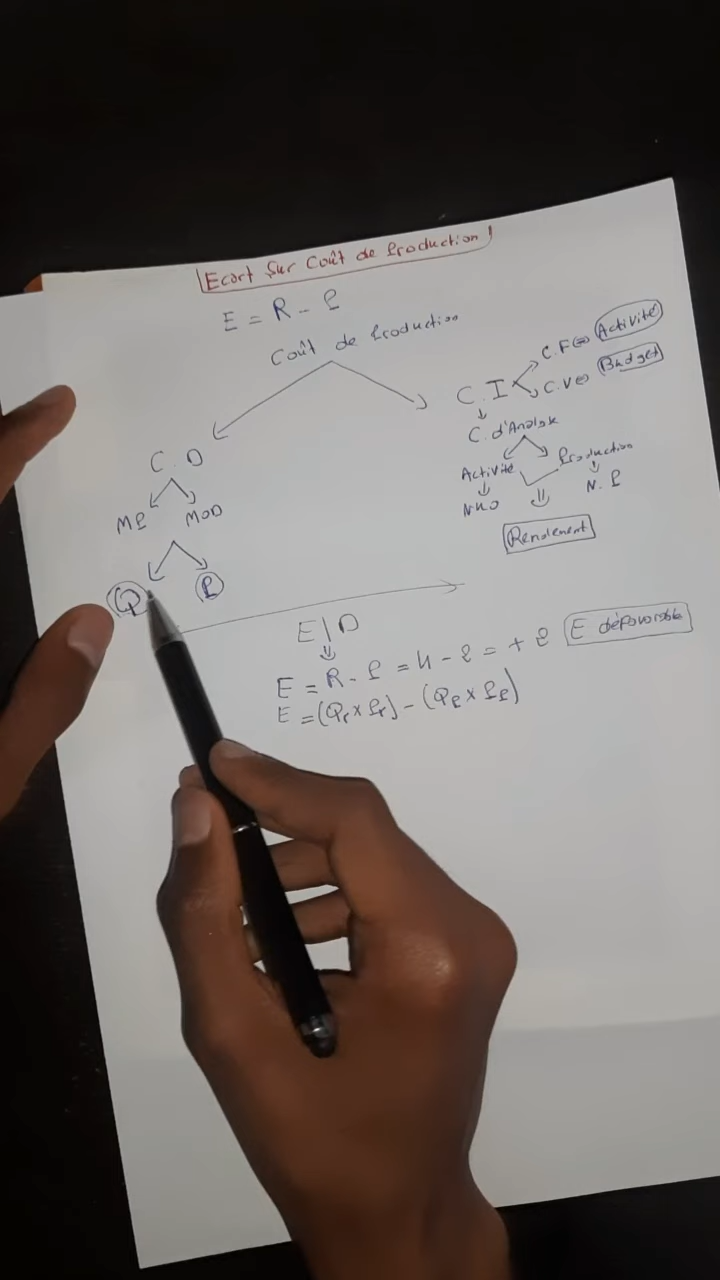 Ecart Sur Coût de Production
E = R - P
Coût de Production
C.D
MP MOD
Q P
C.I
C.F ⇔ Activité
C.V ⇔ Budget
C. d'Analyse
Activité Production
N.P
Rendement
E/D
E = R - P = 4 - 2 = + 2 E défavorable
E = (Qr × Pr) - (Qp × Pp)